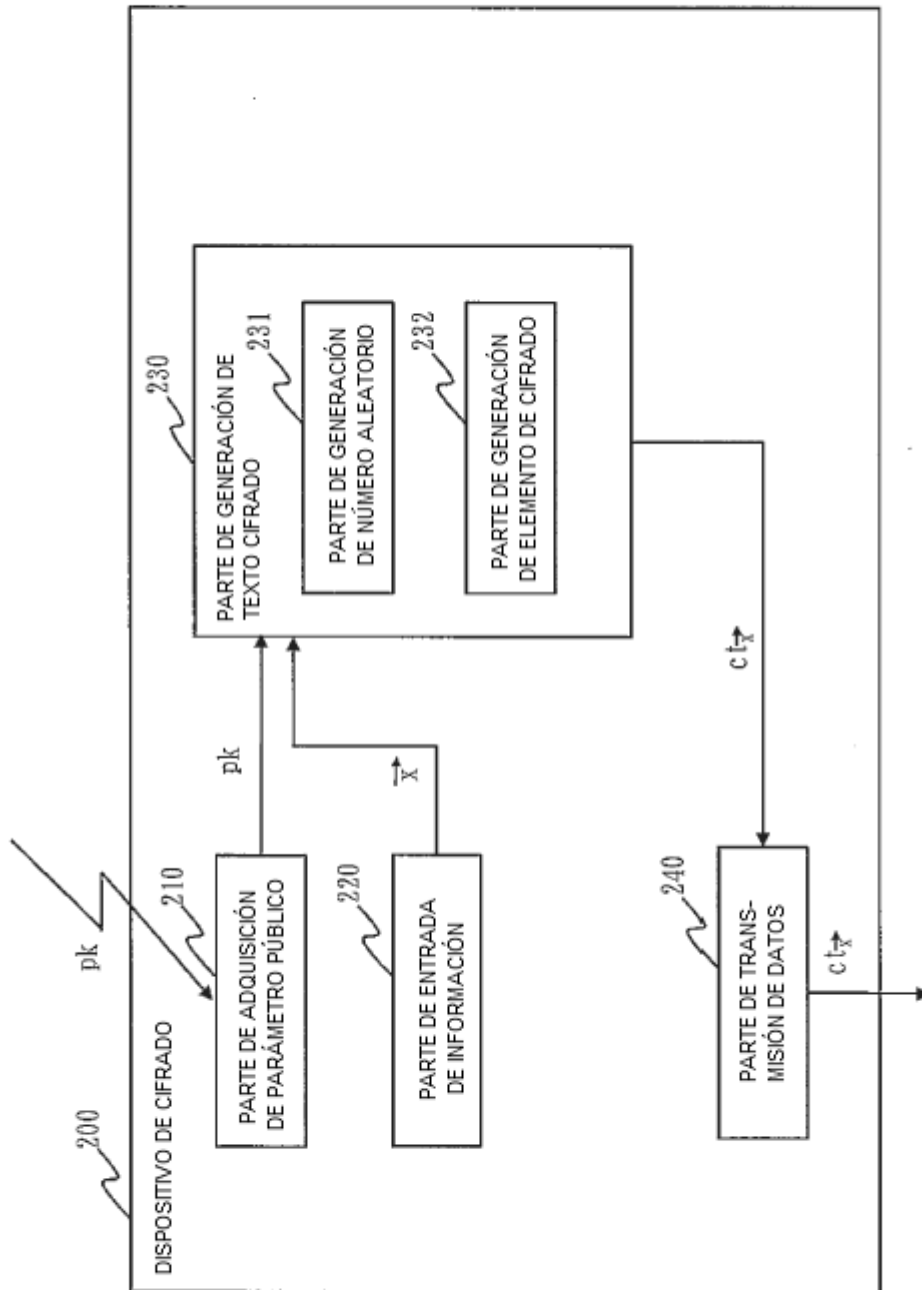 200
DISPOSITIVO DE CIFRADO
pk
210
PARTE DE ADQUISICIÓN
DE PARÁMETRO PÚBLICO
pk
220
PARTE DE ENTRADA
DE INFORMACIÓN
x⃗
230
PARTE DE GENERACIÓN DE
TEXTO CIFRADO
231
PARTE DE GENERACIÓN
DE NÚMERO ALEATORIO
232
PARTE DE GENERACIÓN
DE ELEMENTO DE CIFRADO
ct x⃗
240
PARTE DE TRANS-
MISIÓN DE DATOS
ct x⃗